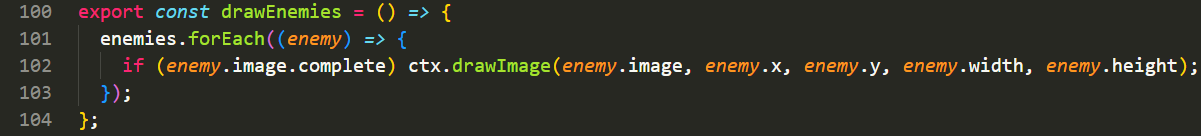 100 export const drawEnemies = () => {
101 enemies.forEach((enemy) => {
102 if (enemy.image.complete) ctx.drawImage(enemy.image, enemy.x, enemy.y, enemy.width, enemy.height);
103 });
104 };